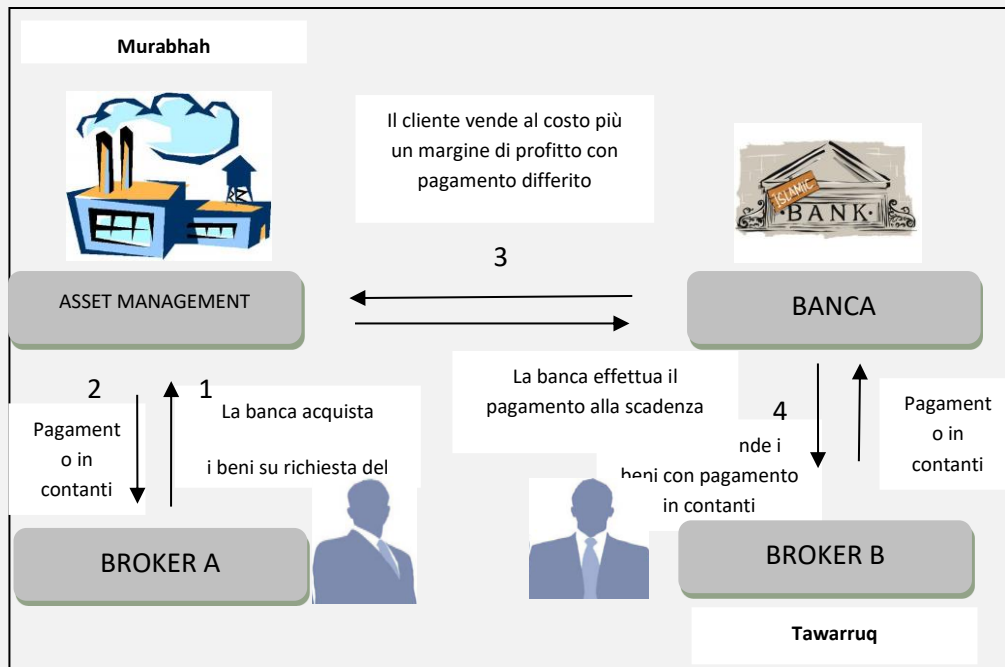 Murabhah
Il cliente vende al costo più
un margine di profitto con
pagamento differito
ISLAMIC
BANK
3
ASSET MANAGEMENT
BANCA
2
1
La banca acquista
i beni su richiesta del
Pagament
o in
contanti
La banca effettua il
pagamento alla scadenza
4
nde i
beni con pagamento
in contanti
Pagament
o in
contanti
BROKER A
BROKER B
Tawarruq